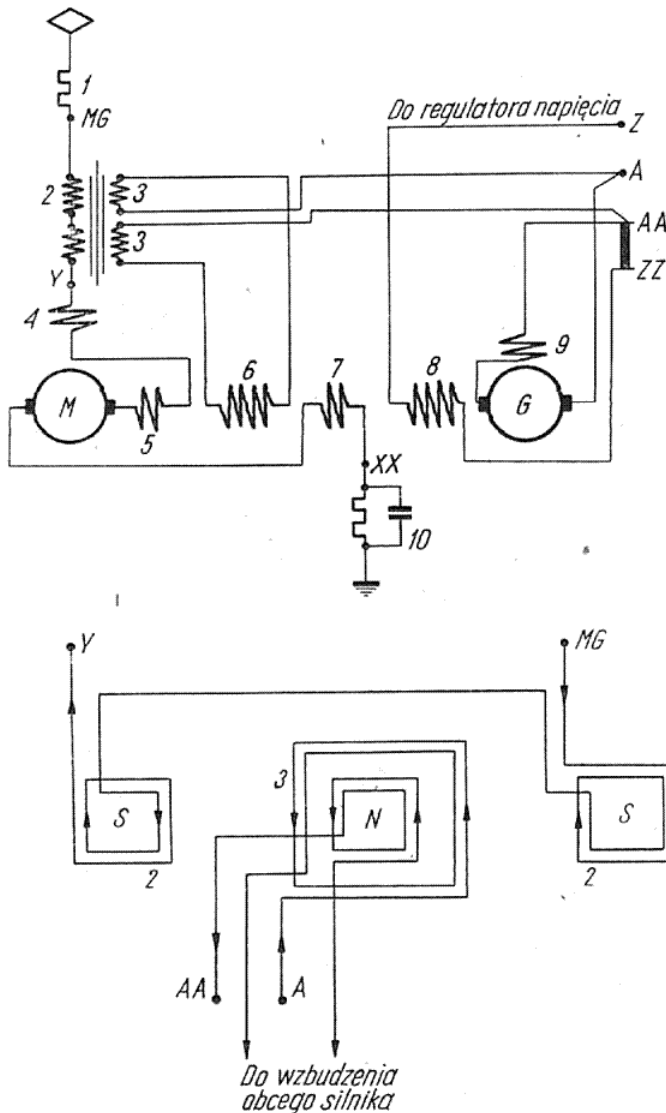 1
MG
Do regulatora napięcia
Z
A
2
3
3
AA
ZZ
Y
4
6
7
8
9
M
5
G
XX
10
Y
MG
3
S
N
S
2
2
AA
A
Do wzbudzenia
obcego silnika